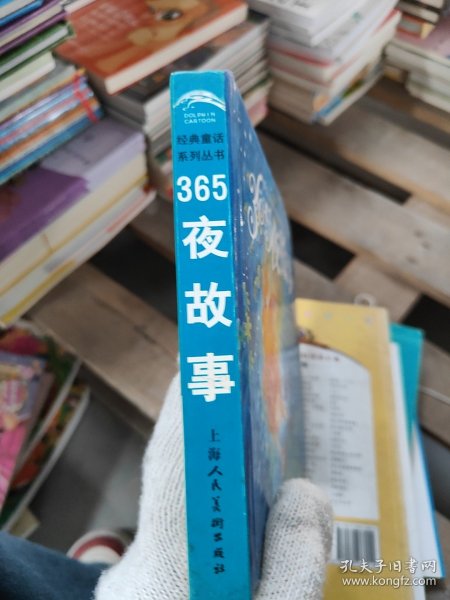 DOLPHIN
CARTOON
经典童话
系列丛书
365
夜
故
事
上海人民美术出版社
孔夫子旧书网
www.kongfz.com